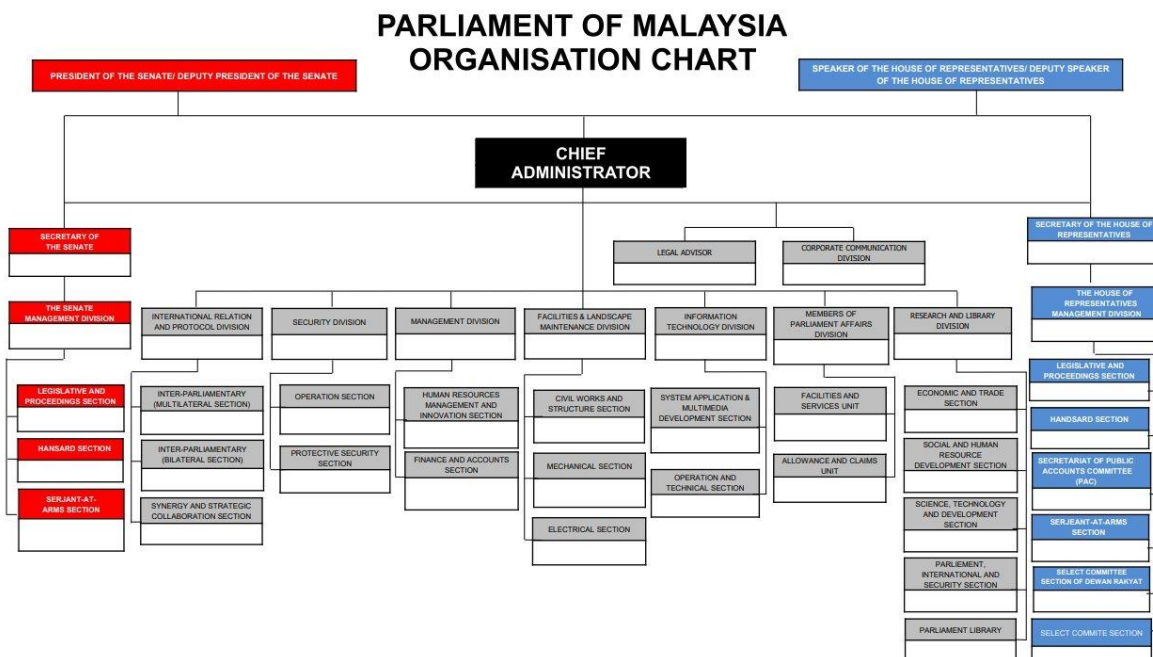 PARLIAMENT OF MALAYSIA
ORGANISATION CHART
PRESIDENT OF THE SENATE/ DEPUTY PRESIDENT OF THE SENATE
SPEAKER OF THE HOUSE OF REPRESENTATIVES/ DEPUTY SPEAKER
OF THE HOUSE OF REPRESENTATIVES
CHIEF
ADMINISTRATOR
SECRETARY OF
THE SENATE
LEGAL ADVISOR
CORPORATE COMMUNICATION
DIVISION
SECRETARY OF THE HOUSE OF
REPRESENTATIVES
THE SENATE
MANAGEMENT DIVISION
INTERNATIONAL RELATION
AND PROTOCOL DIVISION
SECURITY DIVISION
MANAGEMENT DIVISION
FACILITIES & LANDSCAPE
MAINTENANCE DIVISION
INFORMATION
TECHNOLOGY DIVISION
MEMBERS OF
PARLIAMENT AFFAIRS
DIVISION
RESEARCH AND LIBRARY
DIVISION
THE HOUSE OF
REPRESENTATIVES
MANAGEMENT DIVISION
LEGISLATIVE AND
PROCEEDINGS SECTION
HANSARD SECTION
SERJANT-AT-
ARMS SECTION
INTER-PARLIAMENTARY
(MULTILATERAL SECTION)
INTER-PARLIAMENTARY
(BILATERAL SECTION)
SYNERGY AND STRATEGIC
COLLABORATION SECTION
OPERATION SECTION
PROTECTIVE SECURITY
SECTION
HUMAN RESOURCES
MANAGEMENT AND
INNOVATION SECTION
FINANCE AND ACCOUNTS
SECTION
CIVIL WORKS AND
STRUCTURE SECTION
MECHANICAL SECTION
ELECTRICAL SECTION
SYSTEM APPLICATION &
MULTIMEDIA
DEVELOPMENT SECTION
OPERATION AND
TECHNICAL SECTION
FACILITIES AND
SERVICES UNIT
ALLOWANCE AND CLAIMS
UNIT
ECONOMIC AND TRADE
SECTION
SOCIAL AND HUMAN
RESOURCE
DEVELOPMENT SECTION
SCIENCE, TECHNOLOGY
AND DEVELOPMENT
SECTION
PARLIEMENT,
INTERNATIONAL AND
SECURITY SECTION
PARLIAMENT LIBRARY
LEGISLATIVE AND
PROCEEDINGS SECTION
HANDSARD SECTION
SECRETARIAT OF PUBLIC
ACCOUNTS COMMITTEE
(PAC)
SERJEANT-AT-ARMS
SECTION
SELECT COMMITTEE
SECTION OF DEWAN RAKYAT
SELECT COMMITE SECTION